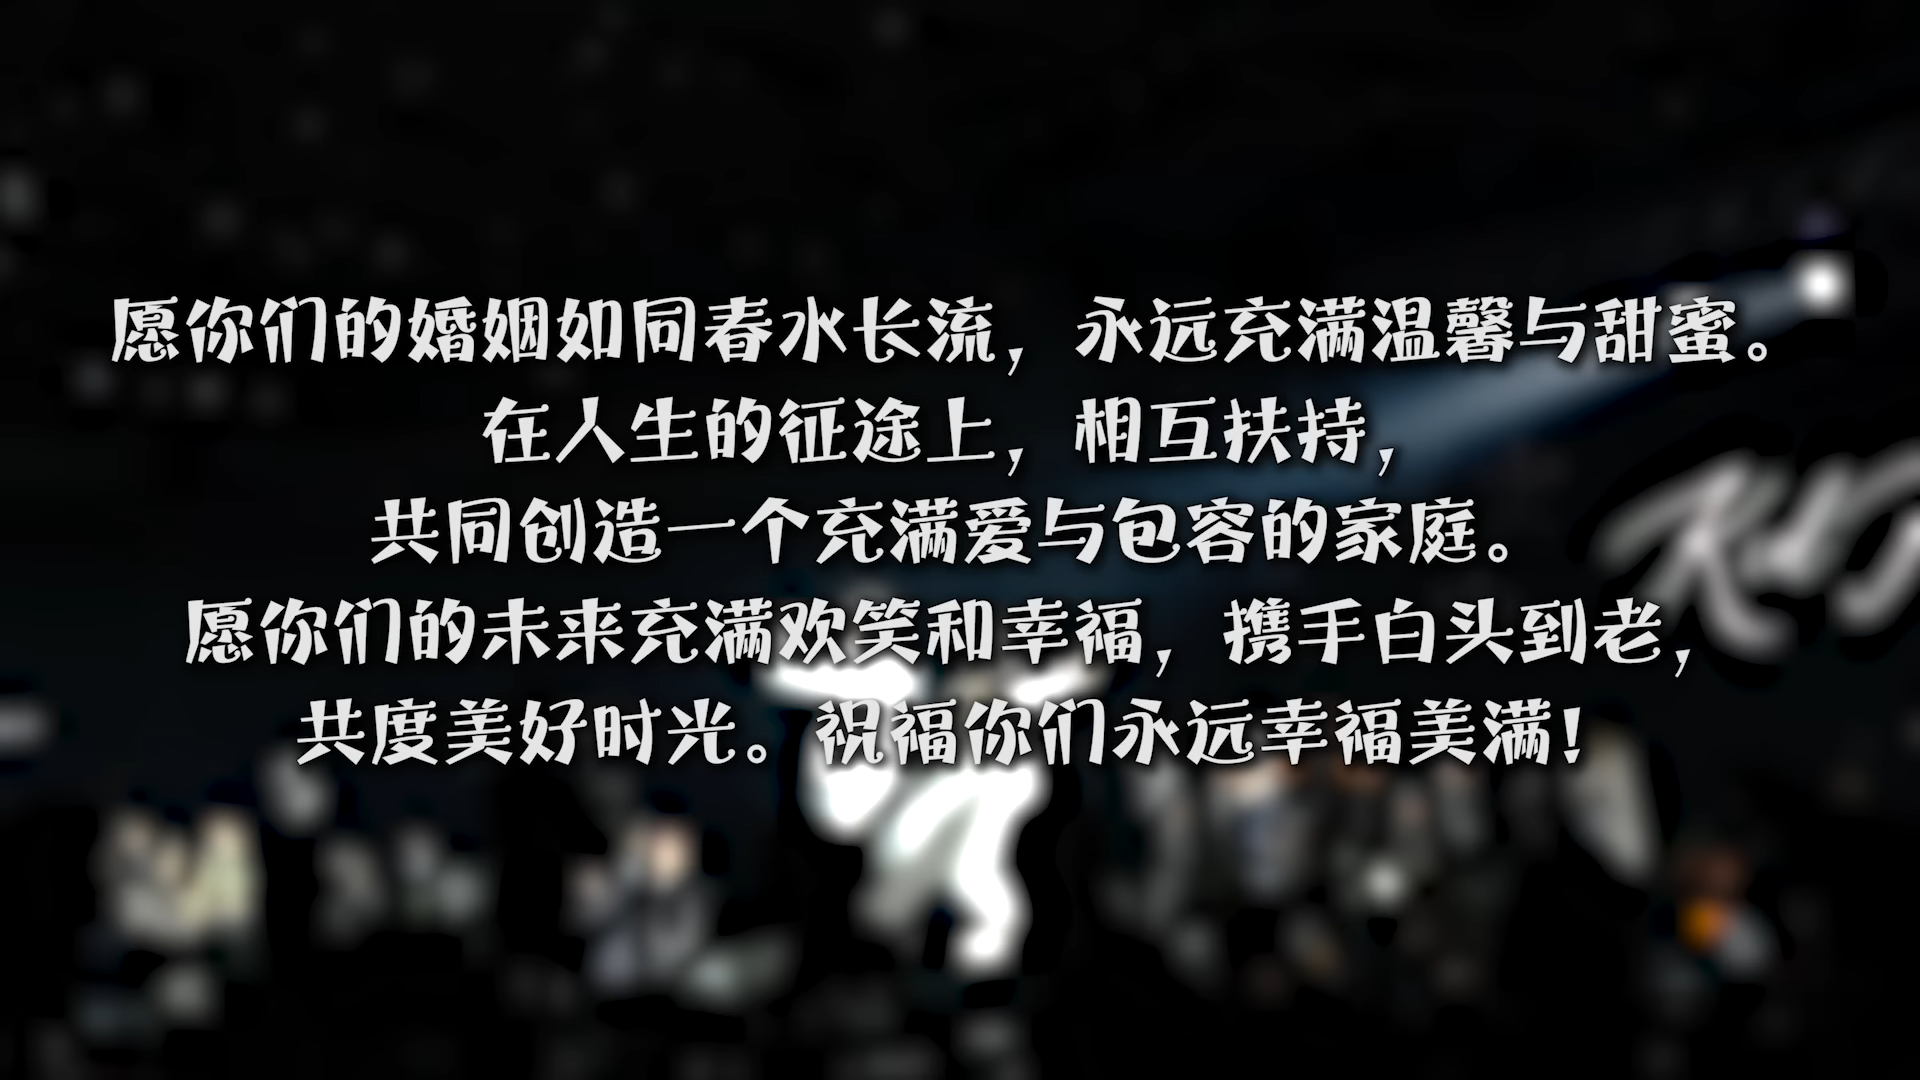 愿你们的婚姻如同春水长流，永远充满温馨与甜蜜。
在人生的征途上，相互扶持，
共同创造一个充满爱与包容的家庭。
愿你们的未来充满欢笑和幸福，携手白头到老，
共度美好时光。祝福你们永远幸福美满！